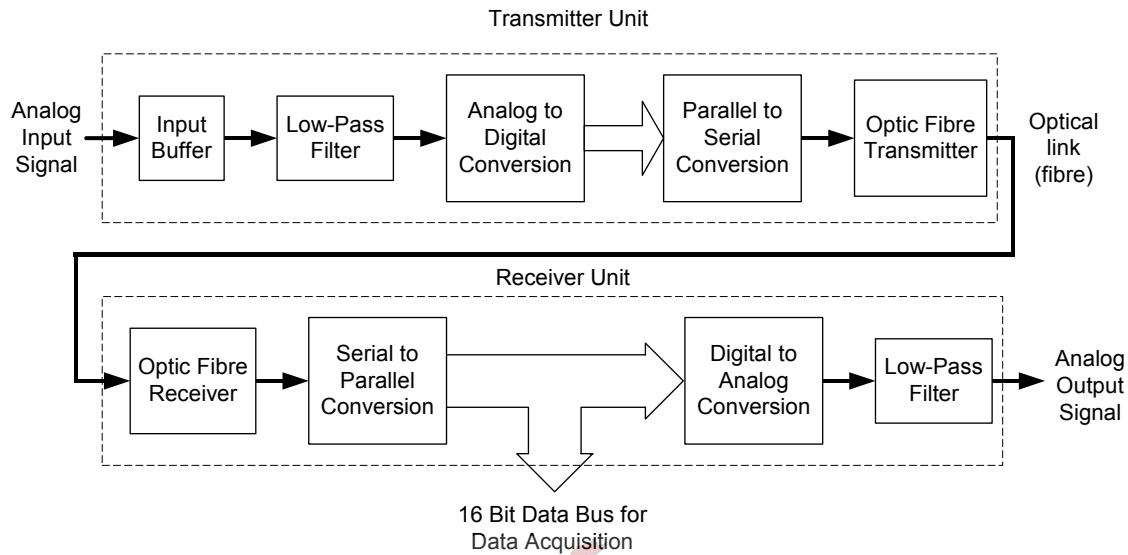 Transmitter Unit
Analog
Input
Signal
Input
Buffer
Low-Pass
Filter
Analog to
Digital
Conversion
Parallel to
Serial
Conversion
Optic Fibre
Transmitter
Optical
link
(fibre)
Receiver Unit
Optic Fibre
Receiver
Serial to
Parallel
Conversion
Digital to
Analog
Conversion
Low-Pass
Filter
Analog
Output
Signal
16 Bit Data Bus for
Data Acquisition